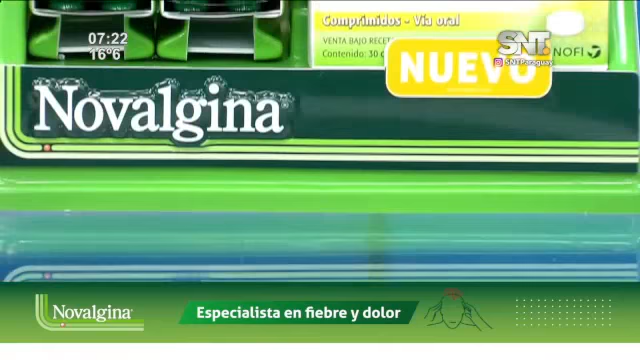 07:22
16°6
Comprimidos - Vía oral
VENTA BAJO RECE
Contenido: 30
SNT
SNTParaguay
NOFI
NUEVO
Novalgina
Novalgina
Especialista en fiebre y dolor